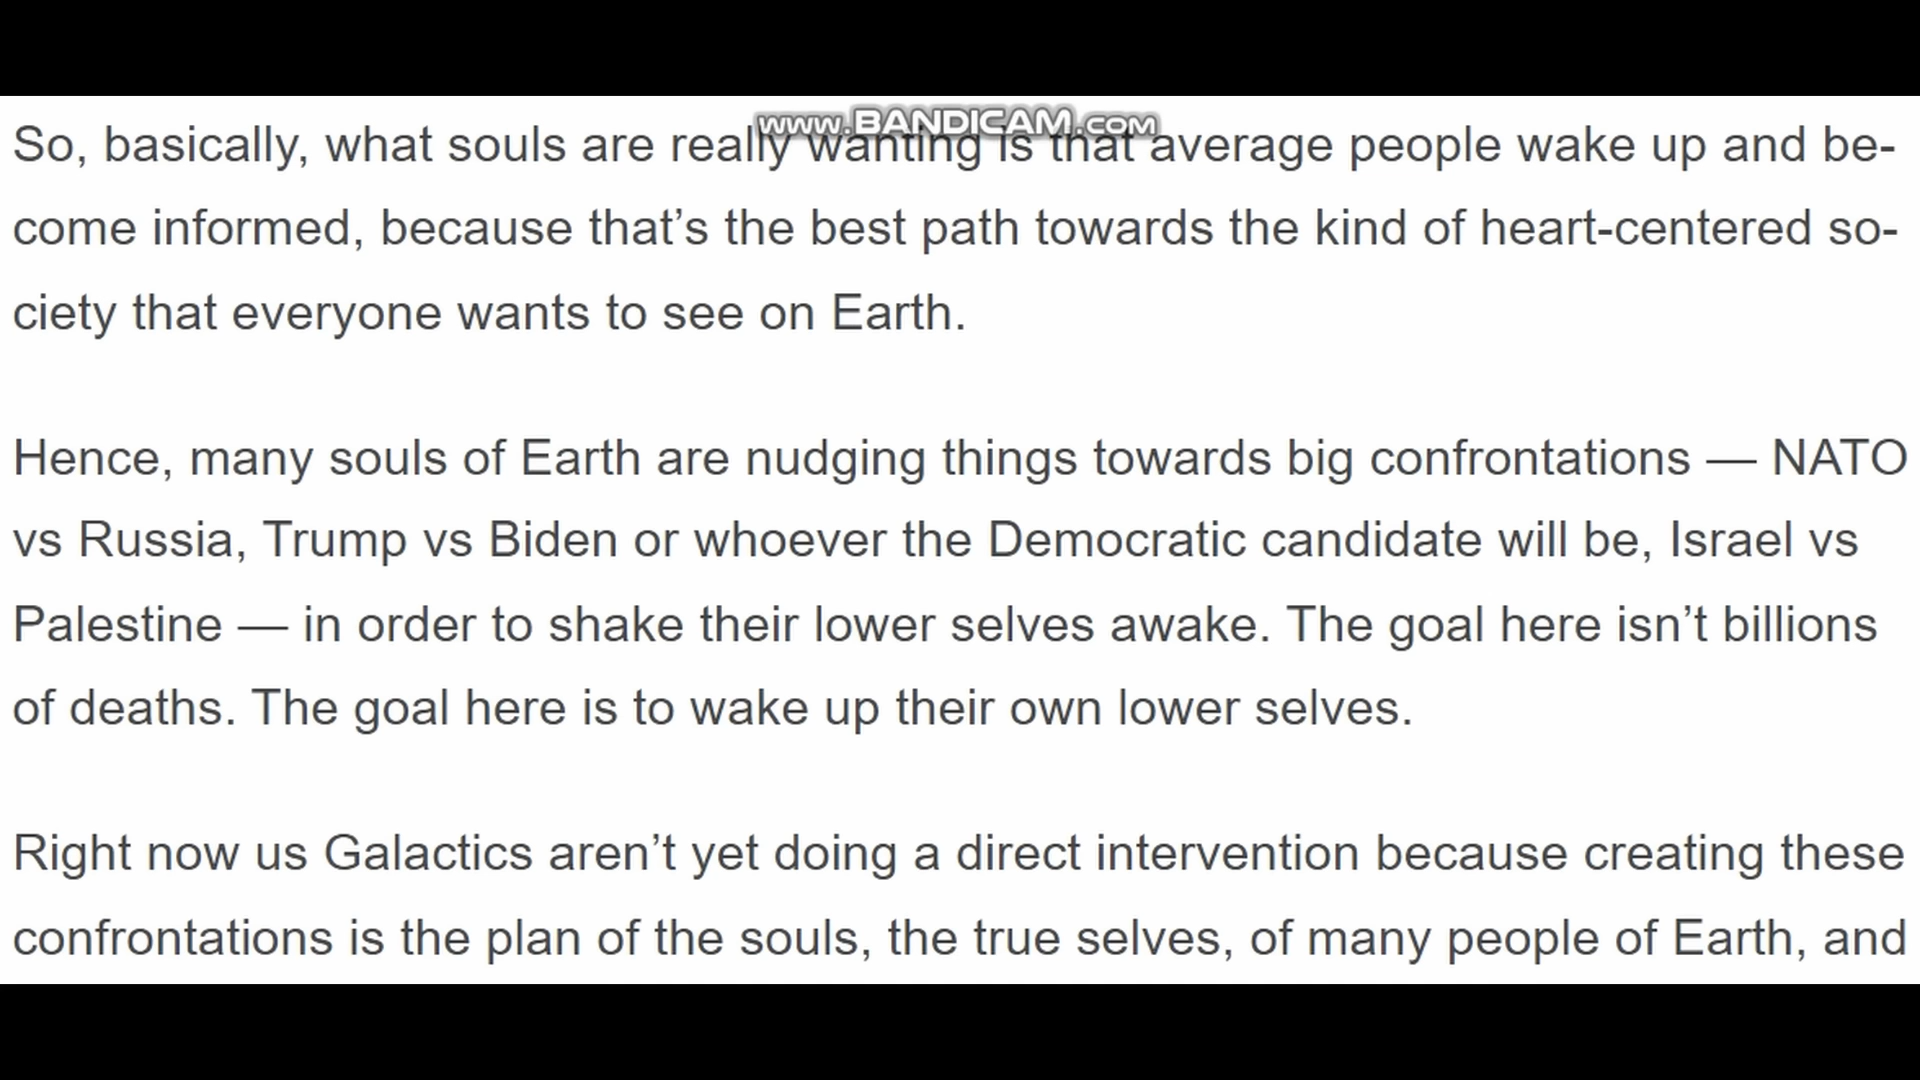 www.BANDICAM.com
So, basically, what souls are really wanting is that average people wake up and be-
come informed, because that’s the best path towards the kind of heart-centered so-
ciety that everyone wants to see on Earth.
Hence, many souls of Earth are nudging things towards big confrontations — NATO
vs Russia, Trump vs Biden or whoever the Democratic candidate will be, Israel vs
Palestine — in order to shake their lower selves awake. The goal here isn’t billions
of deaths. The goal here is to wake up their own lower selves.
Right now us Galactics aren’t yet doing a direct intervention because creating these
confrontations is the plan of the souls, the true selves, of many people of Earth, and